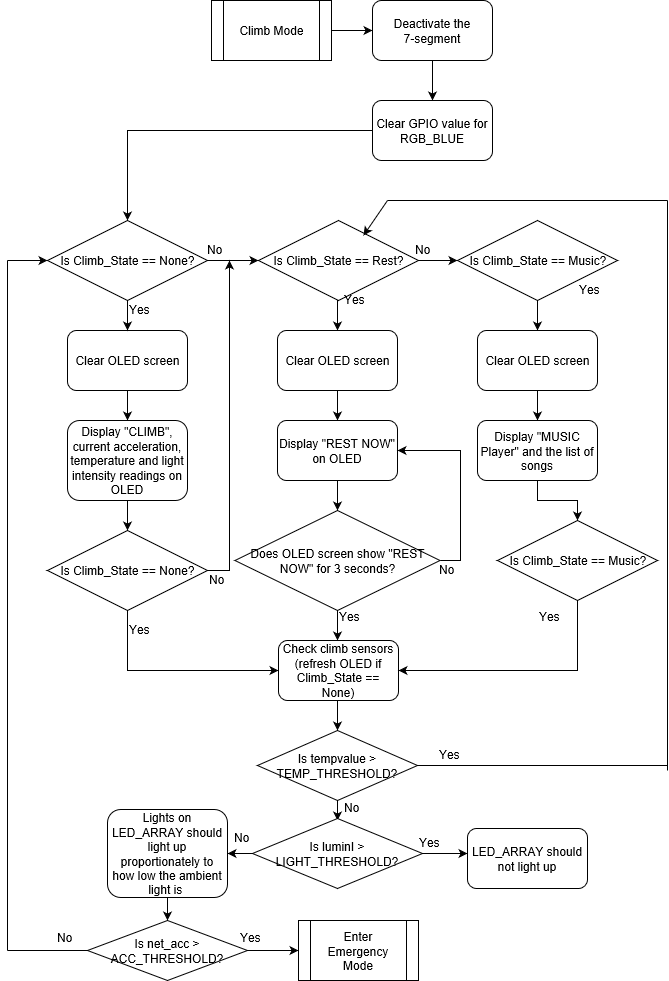 Climb Mode
Deactivate the
7-segment
Clear GPIO value for
RGB_BLUE
Is Climb_State == None?
No
Is Climb_State == Rest?
No
Is Climb_State == Music?
Yes
Yes
Yes
Clear OLED screen
Clear OLED screen
Clear OLED screen
Display "CLIMB",
current acceleration,
temperature and light
intensity readings on
OLED
Display "REST NOW"
on OLED
Display "MUSIC
Player" and the list of
songs
Is Climb_State == None?
No
Does OLED screen show "REST
NOW" for 3 seconds?
No
Is Climb_State == Music?
Yes
Yes
Yes
Check climb sensors
(refresh OLED if
Climb_State ==
None)
Is tempvalue >
TEMP_THRESHOLD?
Yes
No
Lights on
LED_ARRAY should
light up
proportionately to
how low the ambient
light is
No
Is luminI >
LIGHT_THRESHOLD?
Yes
LED_ARRAY should
not light up
No
Is net_acc >
ACC_THRESHOLD?
Yes
Enter
Emergency
Mode